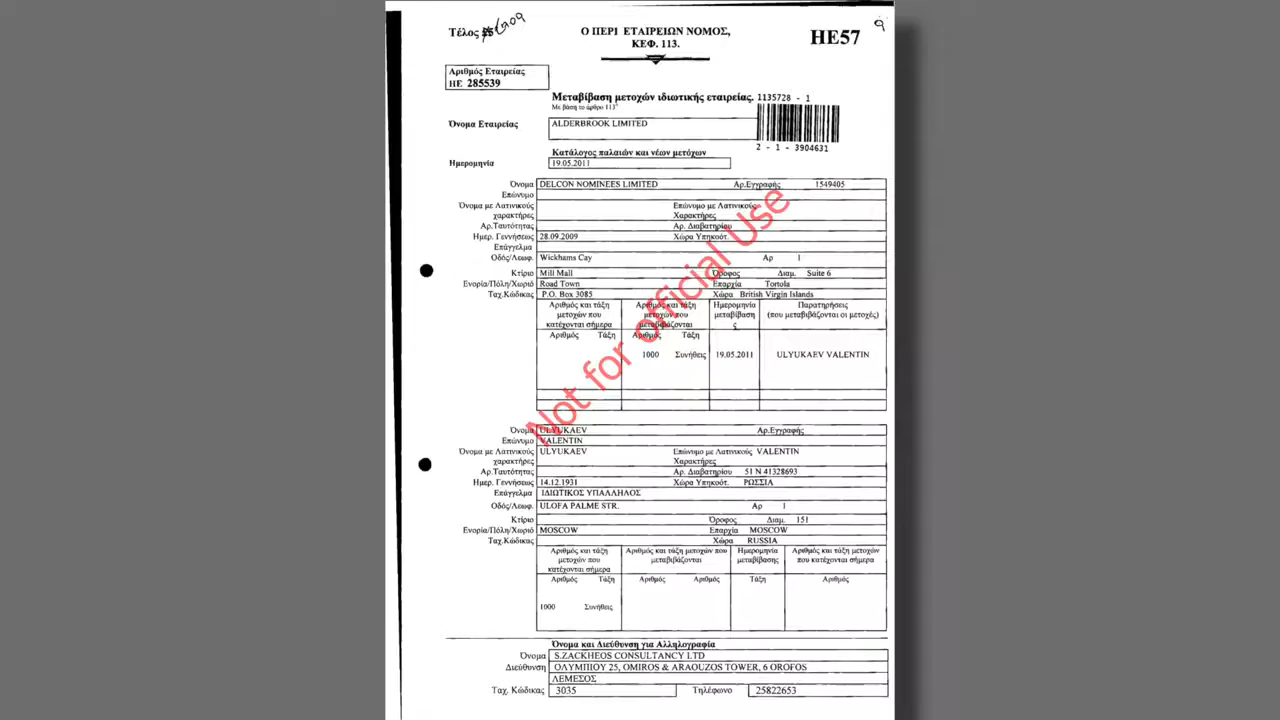 Τέλος
Ο ΠΕΡΙ ΕΤΑΙΡΕΙΩΝ ΝΟΜΟΣ,
ΚΕΦ. 113.
HE57
9
Αριθμός Εταιρείας
HE 285539
Μεταβίβαση μετοχών ιδιωτικής εταιρείας. 1135728 - 1
Με βάση το άρθρο 113
Όνομα Εταιρείας ALDERBROOK LIMITED
2 - 1 - 3904631
Κατάλογος παλαιών και νέων μετόχων
Ημερομηνία 19.05.2011
Όνομα DELCON NOMINEES LIMITED Αρ.Εγγραφής 1549405
Επώνυμο
Όνομα με Λατινικούς Επώνυμο με Λατινικούς
χαρακτήρες Χαρακτήρες
Αρ.Ταυτότητας Αρ. Διαβατηρίου
Ημερ. Γεννήσεως 28.09.2009 Χώρα Υπηκοότ.
Επάγγελμα
Οδός/Λεωφ. Wickhams Cay Αρ 1
Κτίριο Mill Mall Όροφος Διαμ. Suite 6
Ενορία/Πόλη/Χωριό Road Town Επαρχία Tortola
Ταχ.Κώδικας P.O. Box 3085 Χώρα British Virgin Islands
Αριθμός και τάξη Αριθμός και τάξη Ημερομηνία Παρατηρήσεις
μετοχών που μετοχών που μεταβίβαση (που μεταβιβάζονται οι μετοχές)
κατέχονται σήμερα μεταβιβάζονται ς
Αριθμός Τάξη Αριθμός Τάξη
1000 Συνήθεις 19.05.2011 ULYUKAEV VALENTIN
Not for official Use
Όνομα ULYUKAEV Αρ.Εγγραφής
Επώνυμο VALENTIN
Όνομα με Λατινικούς ULYUKAEV Επώνυμο με Λατινικούς VALENTIN
χαρακτήρες Χαρακτήρες
Αρ.Ταυτότητας Αρ. Διαβατηρίου 51 N 41328693
Ημερ. Γεννήσεως 14.12.1931 Χώρα Υπηκοότ. ΡΩΣΣΙΑ
Επάγγελμα ΙΔΙΩΤΙΚΟΣ ΥΠΑΛΛΗΛΟΣ
Οδός/Λεωφ. ULOFA PALME STR. Αρ 1
Κτίριο Όροφος Διαμ. 151
Ενορία/Πόλη/Χωριό MOSCOW Επαρχία MOSCOW
Ταχ.Κώδικας Χώρα RUSSIA
Αριθμός και τάξη Αριθμός και τάξη μετοχών που Ημερομηνία Αριθμός και τάξη μετοχών
μετοχών που μεταβιβάζονται μεταβίβασης που κατέχονται σήμερα
κατέχονται σήμερα
Αριθμός Τάξη Αριθμός Αριθμός Τάξη Αριθμός
1000 Συνήθεις
Όνομα και Διεύθυνση για Αλληλογραφία
Όνομα S.ZACKHEOS CONSULTANCY LTD
Διεύθυνση ΟΛΥΜΠΙΟΥ 25, OMIROS & ARAOUZOS TOWER, 6 OROFOS
ΛΕΜΕΣΟΣ
Ταχ. Κώδικας 3035 Τηλέφωνο 25822653